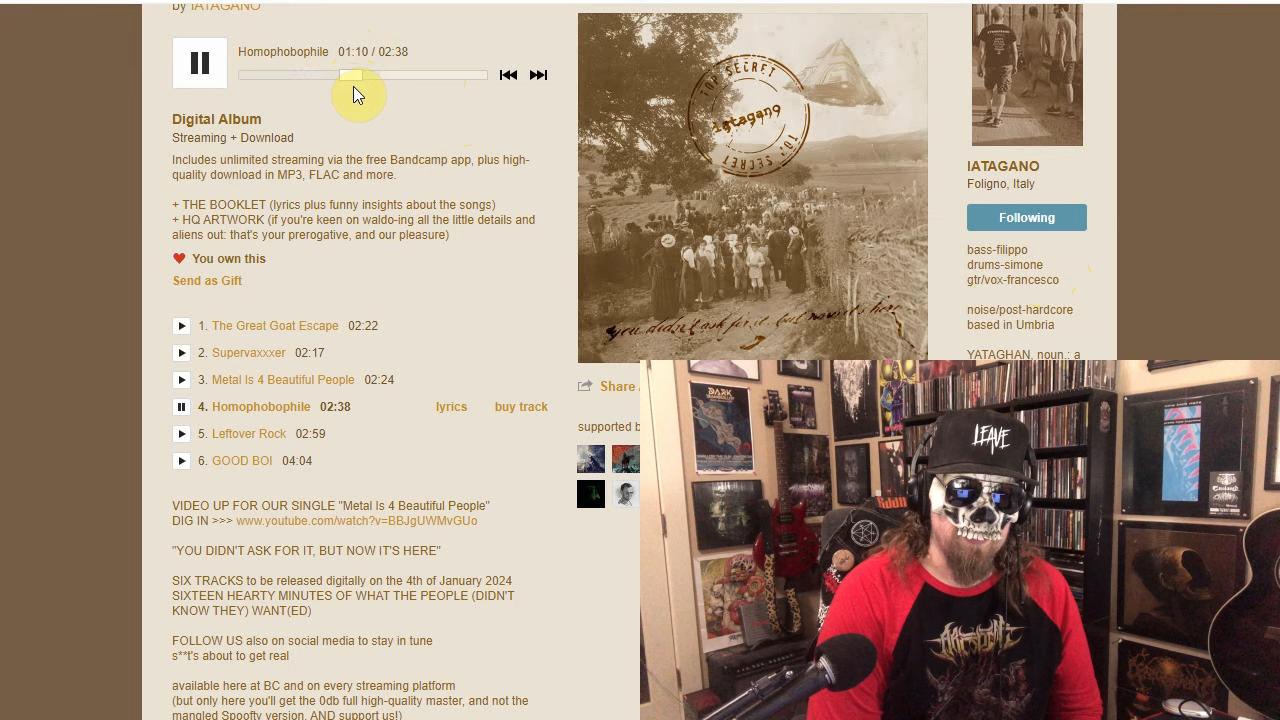 by IATAGANO
Homophobophile 01:10 / 02:38
Digital Album
Streaming + Download
Includes unlimited streaming via the free Bandcamp app, plus high-
quality download in MP3, FLAC and more.
+ THE BOOKLET (lyrics plus funny insights about the songs)
+ HQ ARTWORK (if you're keen on waldo-ing all the little details and
aliens out: that's your prerogative, and our pleasure)
You own this
Send as Gift
1. The Great Goat Escape 02:22
2. Supervaxxxer 02:17
3. Metal Is 4 Beautiful People 02:24
4. Homophobophile 02:38 lyrics buy track
5. Leftover Rock 02:59
6. GOOD BOI 04:04
VIDEO UP FOR OUR SINGLE "Metal Is 4 Beautiful People"
DIG IN >>> www.youtube.com/watch?v=BBJgUWMvGUo
"YOU DIDN'T ASK FOR IT, BUT NOW IT'S HERE"
SIX TRACKS to be released digitally on the 4th of January 2024
SIXTEEN HEARTY MINUTES OF WHAT THE PEOPLE (DIDN'T
KNOW THEY) WANT(ED)
FOLLOW US also on social media to stay in tune
s**t's about to get real
available here at BC and on every streaming platform
(but only here you'll get the 0db full high-quality master, and not the
mangled Spoofty version, AND support us!)
TOP SECRET
iatagano
TOP SECRET
you didn't ask for it, but now it's here
Share
supported b
IATAGANO
Foligno, Italy
Following
bass-filippo
drums-simone
gtr/vox-francesco
noise/post-hardcore
based in Umbria
YATAGHAN, noun.: a
DARK
LEAVE